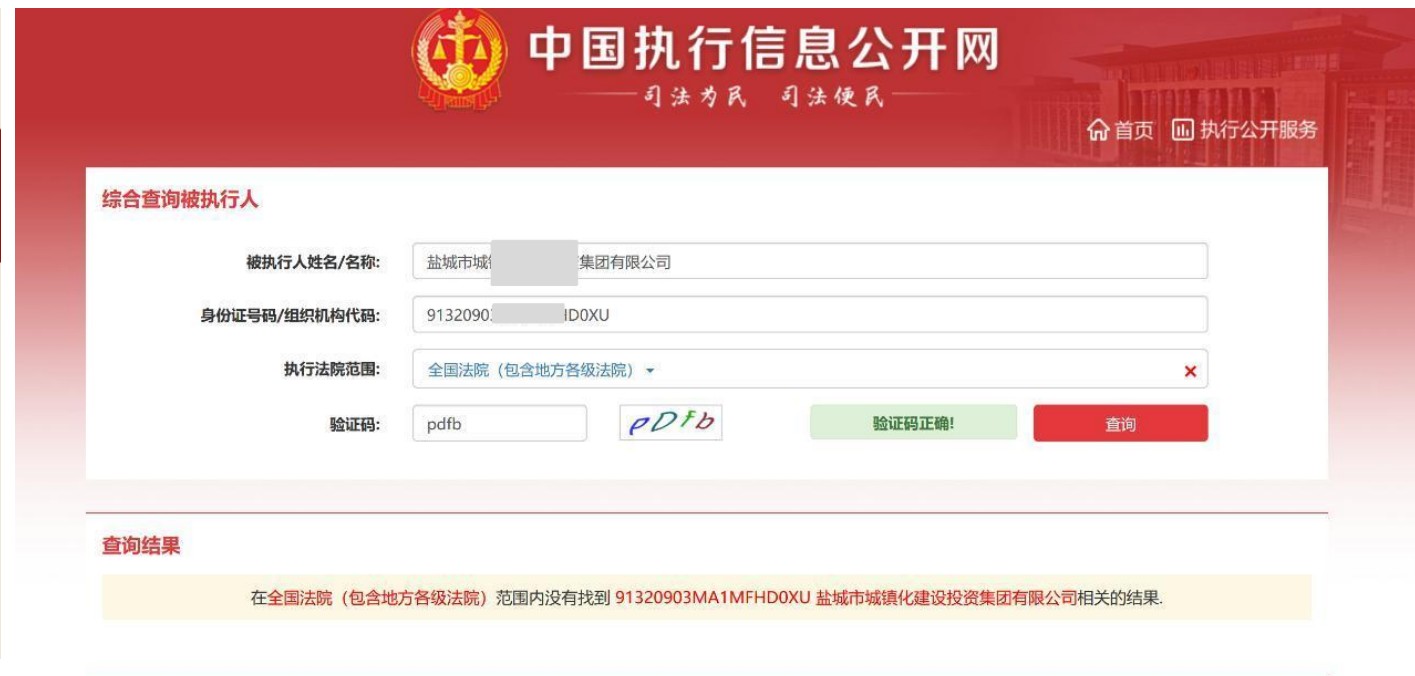 中国执行信息公开网
司法为民 司法便民
首页 执行公开服务
综合查询被执行人
被执行人姓名/名称: 盐城市城 集团有限公司
身份证号码/组织机构代码: 9132090 D0XU
执行法院范围: 全国法院（包含地方各级法院）
验证码: pdfb pDfb 验证码正确! 查询
查询结果
在全国法院（包含地方各级法院）范围内没有找到 91320903MA1MFHD0XU 盐城市城镇化建设投资集团有限公司相关的结果.